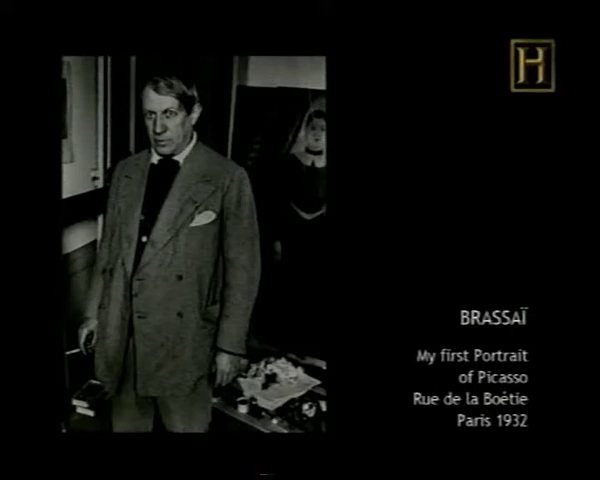 H
BRASSAÏ
My first Portrait
of Picasso
Rue de la Boétie
Paris 1932